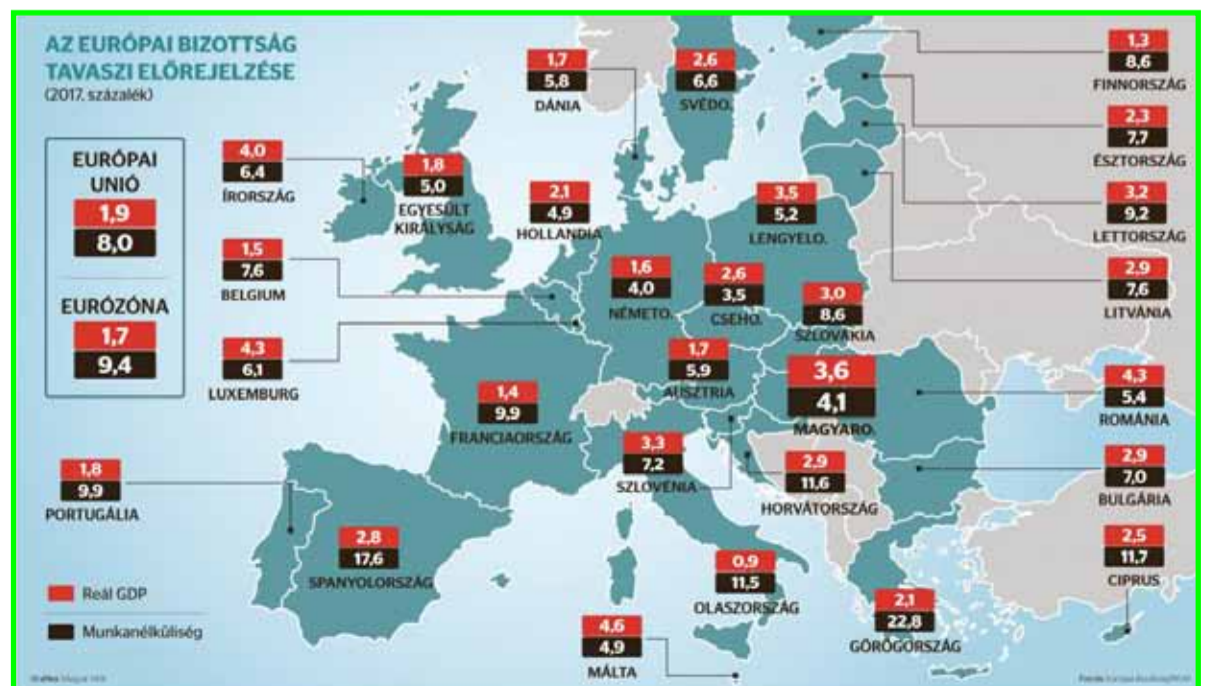 AZ EURÓPAI BIZOTTSÁG
TAVASZI ELŐREJELZÉSE
(2017. százalék)
EURÓPAI
UNIÓ
1,9
8,0
EURÓZÓNA
1,7
9,4
4,0
6,4
ÍRORSZÁG
1,8
5,0
EGYESÜLT
KIRÁLYSÁG
1,7
5,8
DÁNIA
2,6
6,6
SVÉDO.
1,3
8,6
FINNORSZÁG
2,3
7,7
ÉSZTORSZÁG
3,2
9,2
LETTORSZÁG
2,9
7,6
LITVÁNIA
1,5
7,6
BELGIUM
2,1
4,9
HOLLANDIA
3,5
5,2
LENGYELO.
1,6
4,0
NÉMETO.
2,6
3,5
CSEHO.
3,0
8,6
SZLOVÁKIA
4,3
6,1
LUXEMBURG
1,4
9,9
FRANCIAORSZÁG
1,7
5,9
AUSZTRIA
3,6
4,1
MAGYARO.
4,3
5,4
ROMÁNIA
1,8
9,9
PORTUGÁLIA
3,3
7,2
SZLOVÉNIA
2,9
11,6
HORVÁTORSZÁG
2,9
7,0
BULGÁRIA
2,8
17,6
SPANYOLORSZÁG
0,9
11,5
OLASZORSZÁG
2,5
11,7
CIPRUS
4,6
4,9
MÁLTA
2,1
22,8
GÖRÖGORSZÁG
Reál GDP
Munkanélküliség